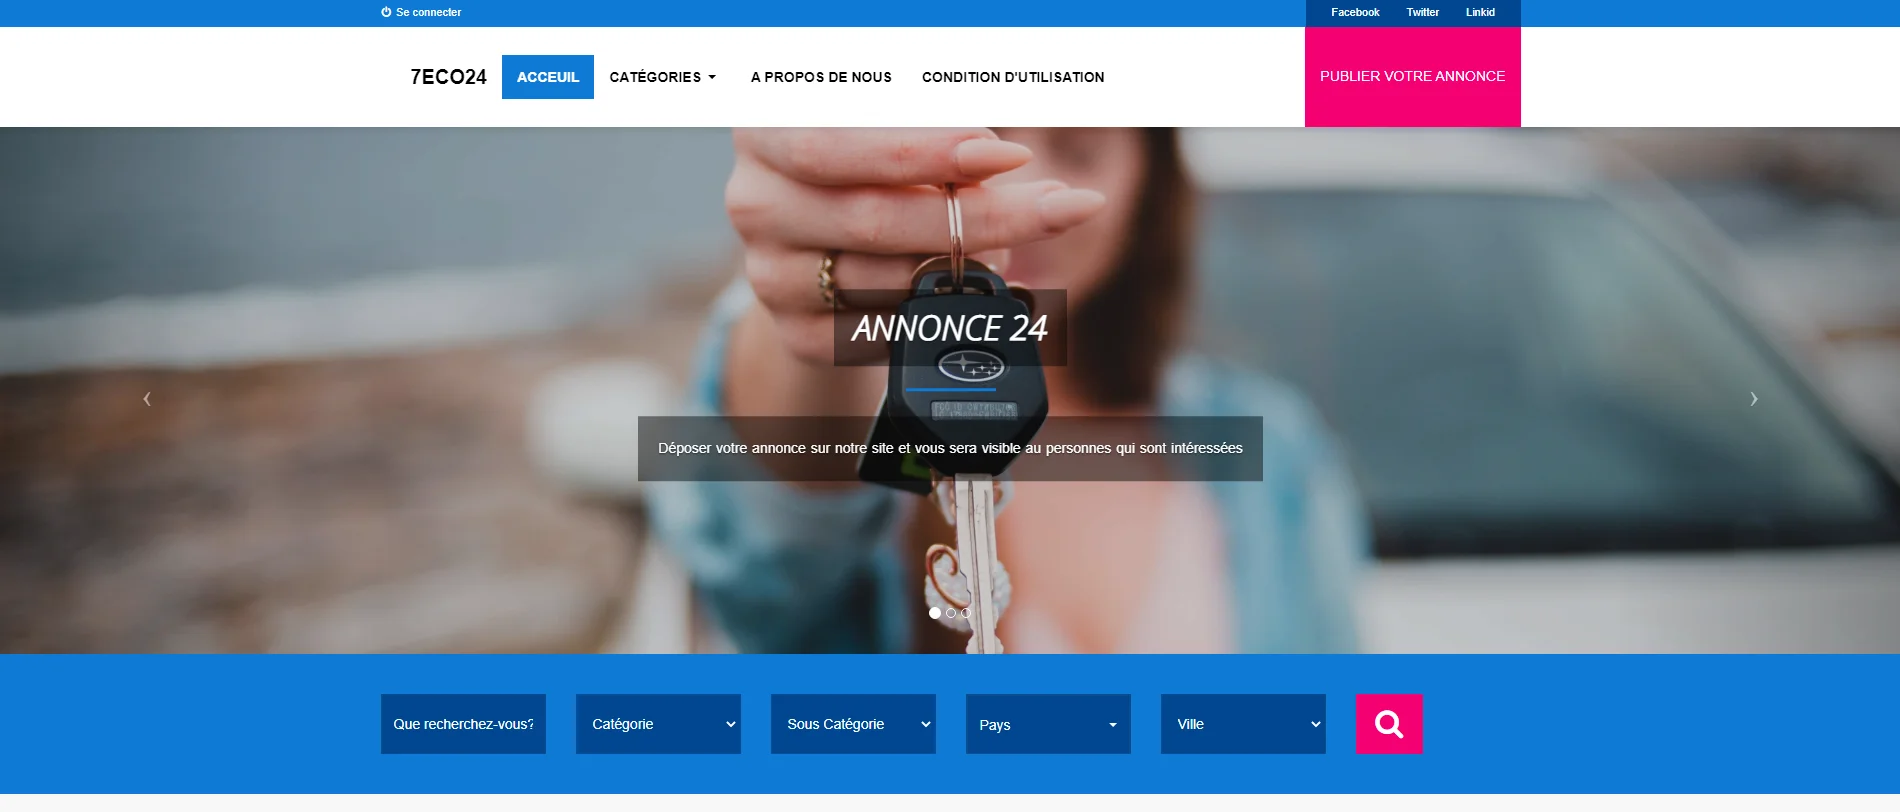 Se connecter
Facebook Twitter Linkid
7ECO24 ACCEUIL CATÉGORIES A PROPOS DE NOUS CONDITION D'UTILISATION PUBLIER VOTRE ANNONCE
ANNONCE 24
Déposer votre annonce sur notre site et vous sera visible au personnes qui sont intéressées
Que recherchez-vous? Catégorie Sous Catégorie Pays Ville